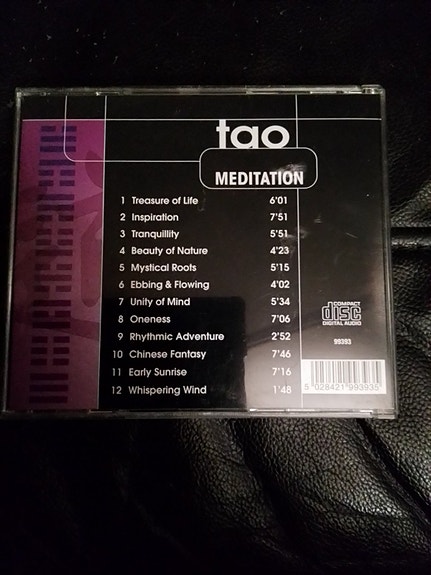 tao
MEDITATION
1 Treasure of Life 6'01
2 Inspiration 7'51
3 Tranquillity 5'51
4 Beauty of Nature 4'23
5 Mystical Roots 5'15
6 Ebbing & Flowing 4'02
7 Unity of Mind 5'34
8 Oneness 7'06
9 Rhythmic Adventure 2'52
10 Chinese Fantasy 7'46
11 Early Sunrise 7'16
12 Whispering Wind 1'48
COMPACT
disc
DIGITAL AUDIO
99393
5 028421 993935